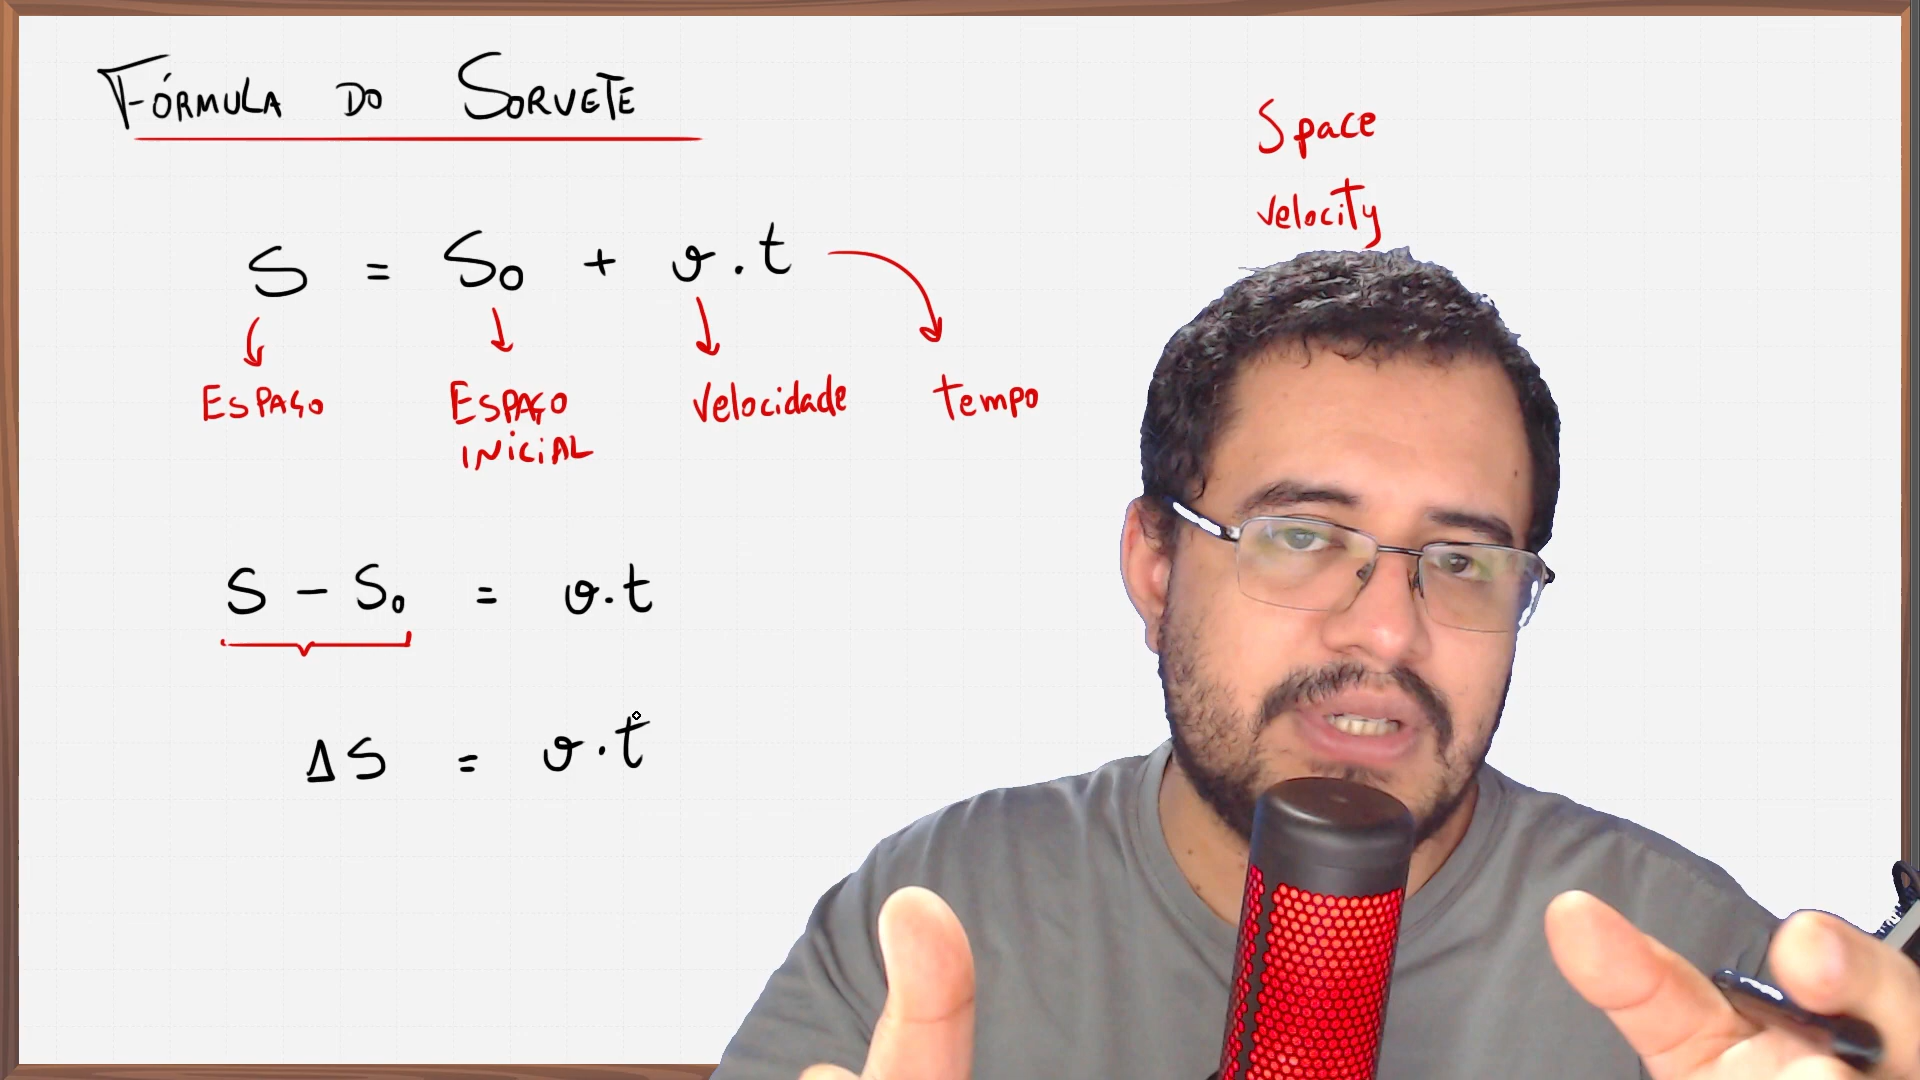 FÓRMULA DO SORVETE
Space
velocity
S = S₀ + v.t
ESPAÇO
ESPAÇO
INICIAL
Velocidade
tempo
S - S₀ = v.t
ΔS = v.t